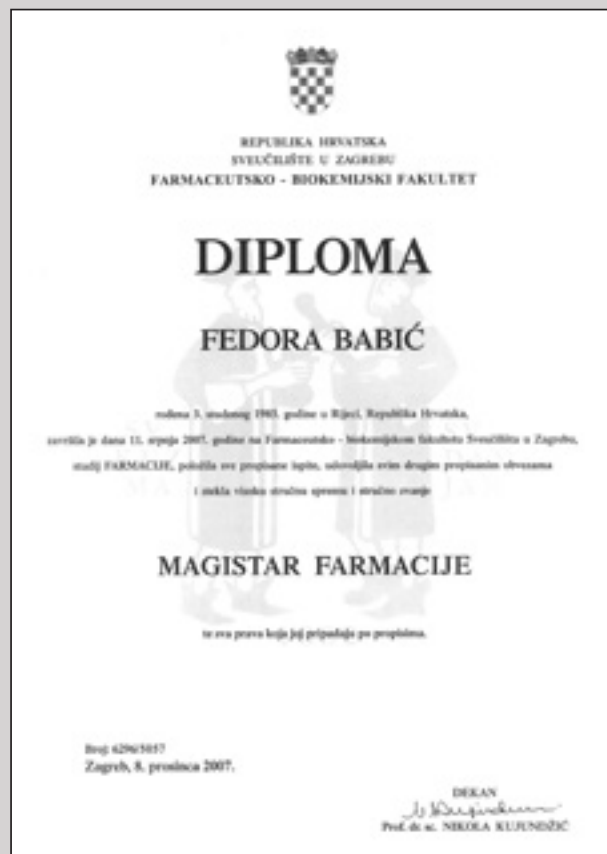 REPUBLIKA HRVATSKA
SVEUČILIŠTE U ZAGREBU
FARMACEUTSKO - BIOKEMIJSKI FAKULTET
DIPLOMA
FEDORA BABIĆ
rođena 3. studenog godine u Rijeci, Republika Hrvatska,
završila je dana 11. srpnja 2007. godine na Farmaceutsko - biokemijskom fakultetu Sveučilišta u Zagrebu,
studij FARMACIJE, položila sve propisane ispite, udovoljila svim drugim propisanim obvezama
i stekla visoku stručnu spremu i stručno zvanje
MAGISTAR FARMACIJE
te sva prava koja joj pripadaju po propisima.
Broj: 6296/5057
Zagreb, 8. prosinca 2007.
DEKAN
Prof. dr. sc. NIKOLA KUJUNDŽIĆ